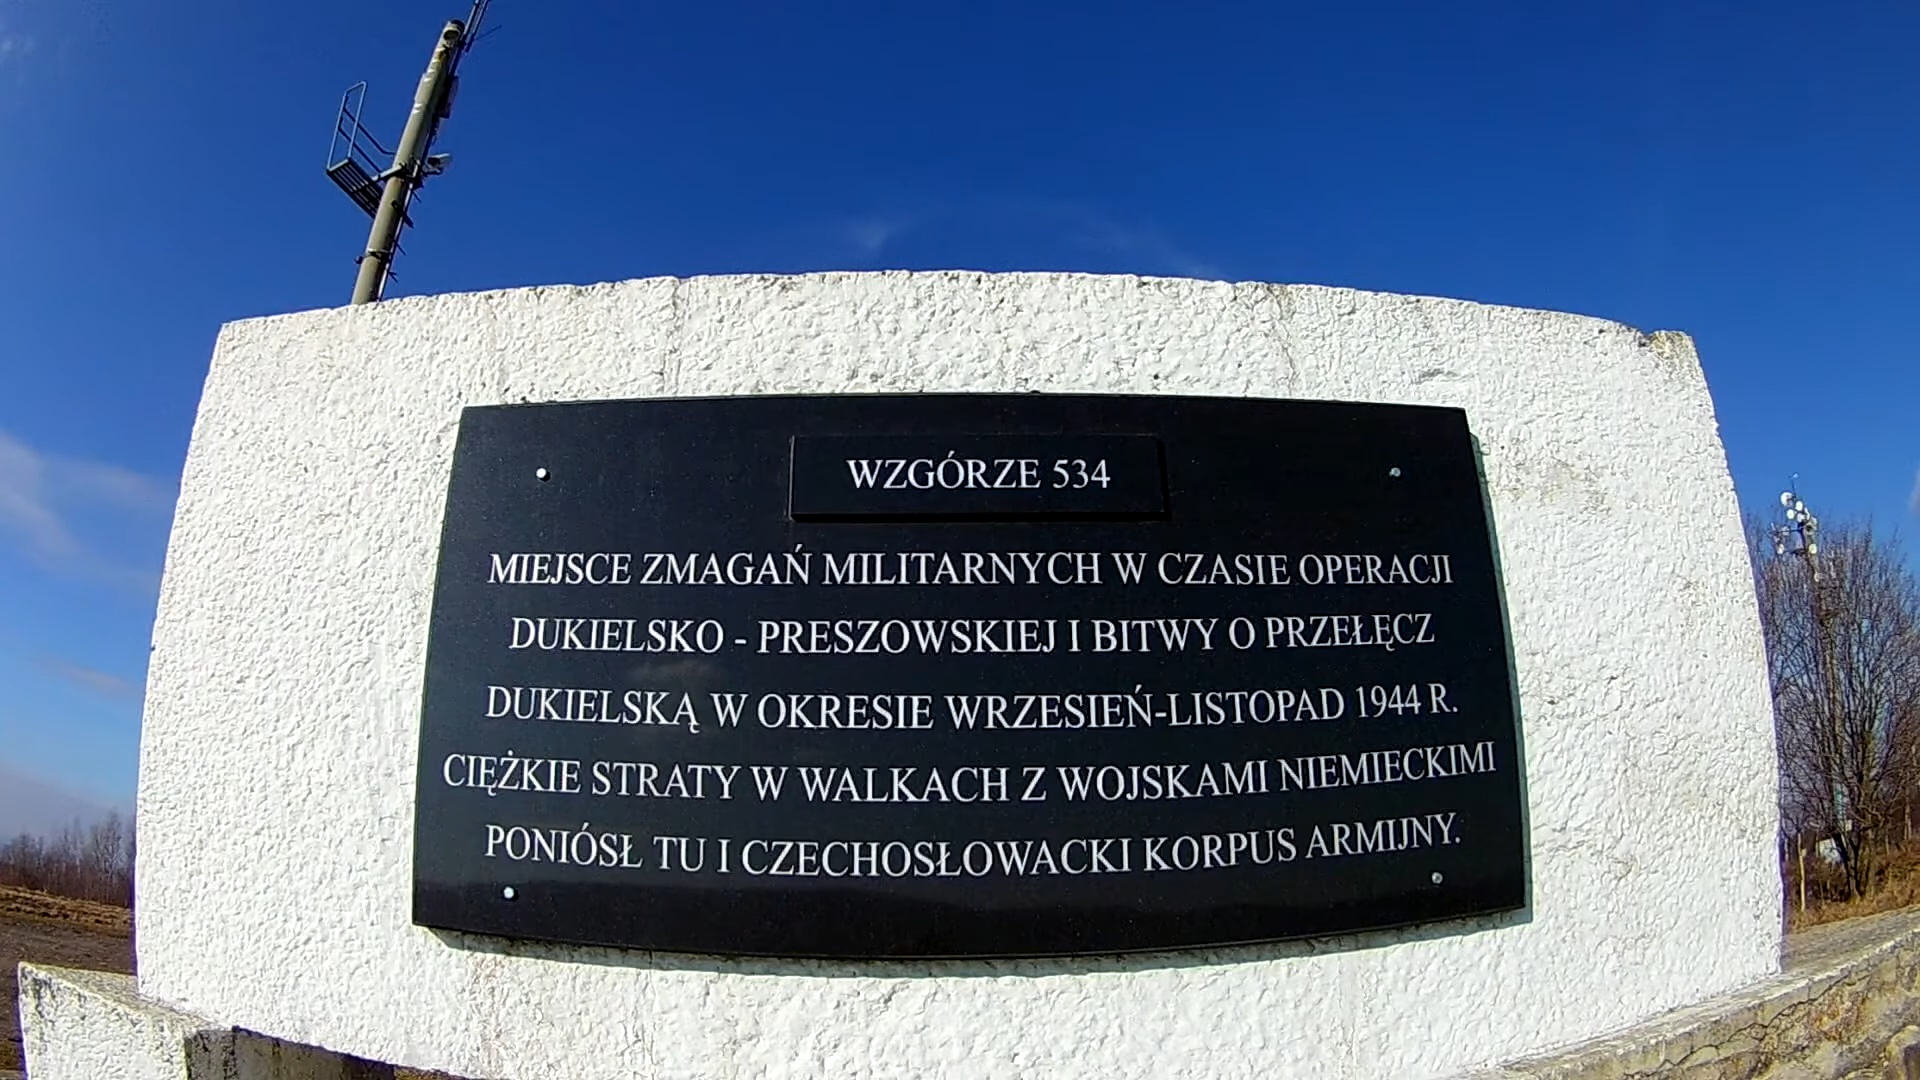 WZGÓRZE 534
MIEJSCE ZMAGAŃ MILITARNYCH W CZASIE OPERACJI
DUKIELSKO - PRESZOWSKIEJ I BITWY O PRZEŁĘCZ
DUKIELSKĄ W OKRESIE WRZESIEŃ-LISTOPAD 1944 R.
CIĘŻKIE STRATY W WALKACH Z WOJSKAMI NIEMIECKIMI
PONIÓSŁ TU I CZECHOSŁOWACKI KORPUS ARMIJNY.